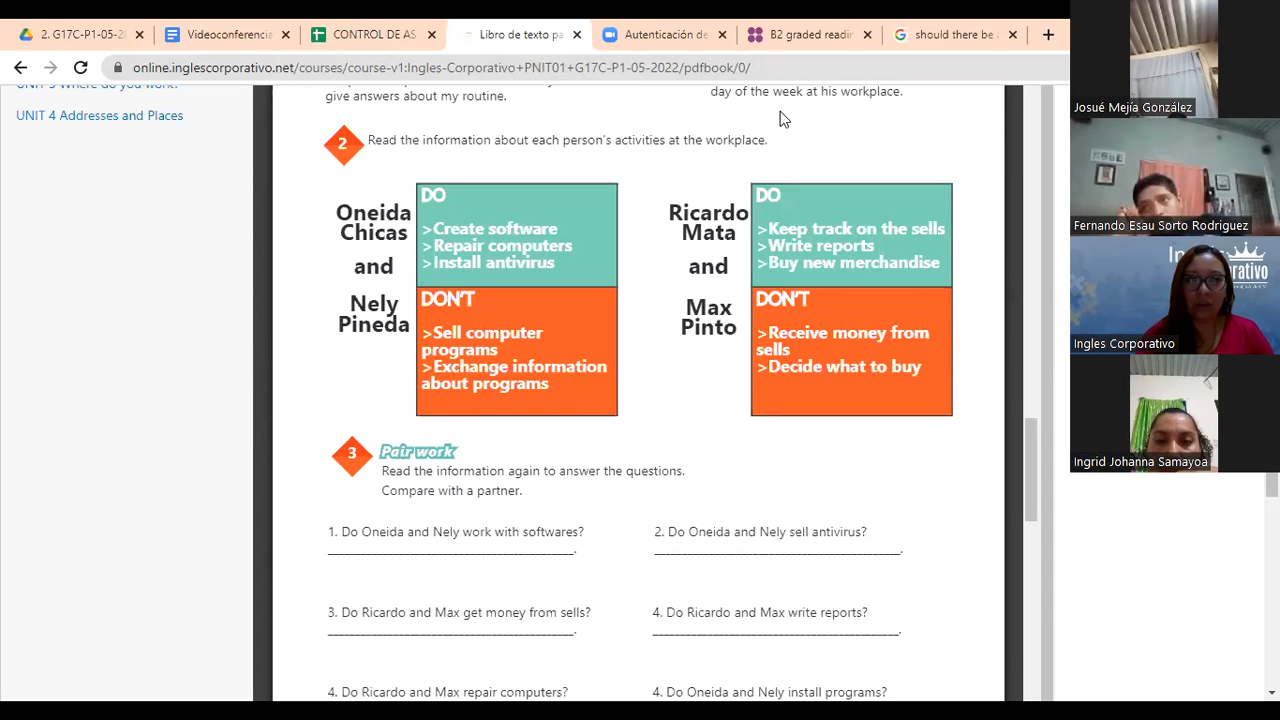 2. G17C-P1-05-2
Videoconferencia
CONTROL DE AS
Libro de texto pa
Autenticación de
B2 graded readin
should there be
online.inglescorporativo.net/courses/course-v1:Ingles-Corporativo+PNIT01+G17C-P1-05-2022/pdfbook/0/
UNIT 3 Where do you work?
UNIT 4 Addresses and Places
give answers about my routine.
day of the week at his workplace.
2 Read the information about each person's activities at the workplace.
Oneida
Chicas
and
Nely
Pineda
DO
>Create software
>Repair computers
>Install antivirus
DON'T
>Sell computer
programs
>Exchange information
about programs
Ricardo
Mata
and
Max
Pinto
DO
>Keep track on the sells
>Write reports
>Buy new merchandise
DON'T
>Receive money from
sells
>Decide what to buy
3 Pair work
Read the information again to answer the questions.
Compare with a partner.
1. Do Oneida and Nely work with softwares?
2. Do Oneida and Nely sell antivirus?
3. Do Ricardo and Max get money from sells?
4. Do Ricardo and Max write reports?
4. Do Ricardo and Max repair computers?
4. Do Oneida and Nely install programs?
Josué Mejía González
Fernando Esau Sorto Rodriguez
Ingles Corporativo
Ingrid Johanna Samayoa